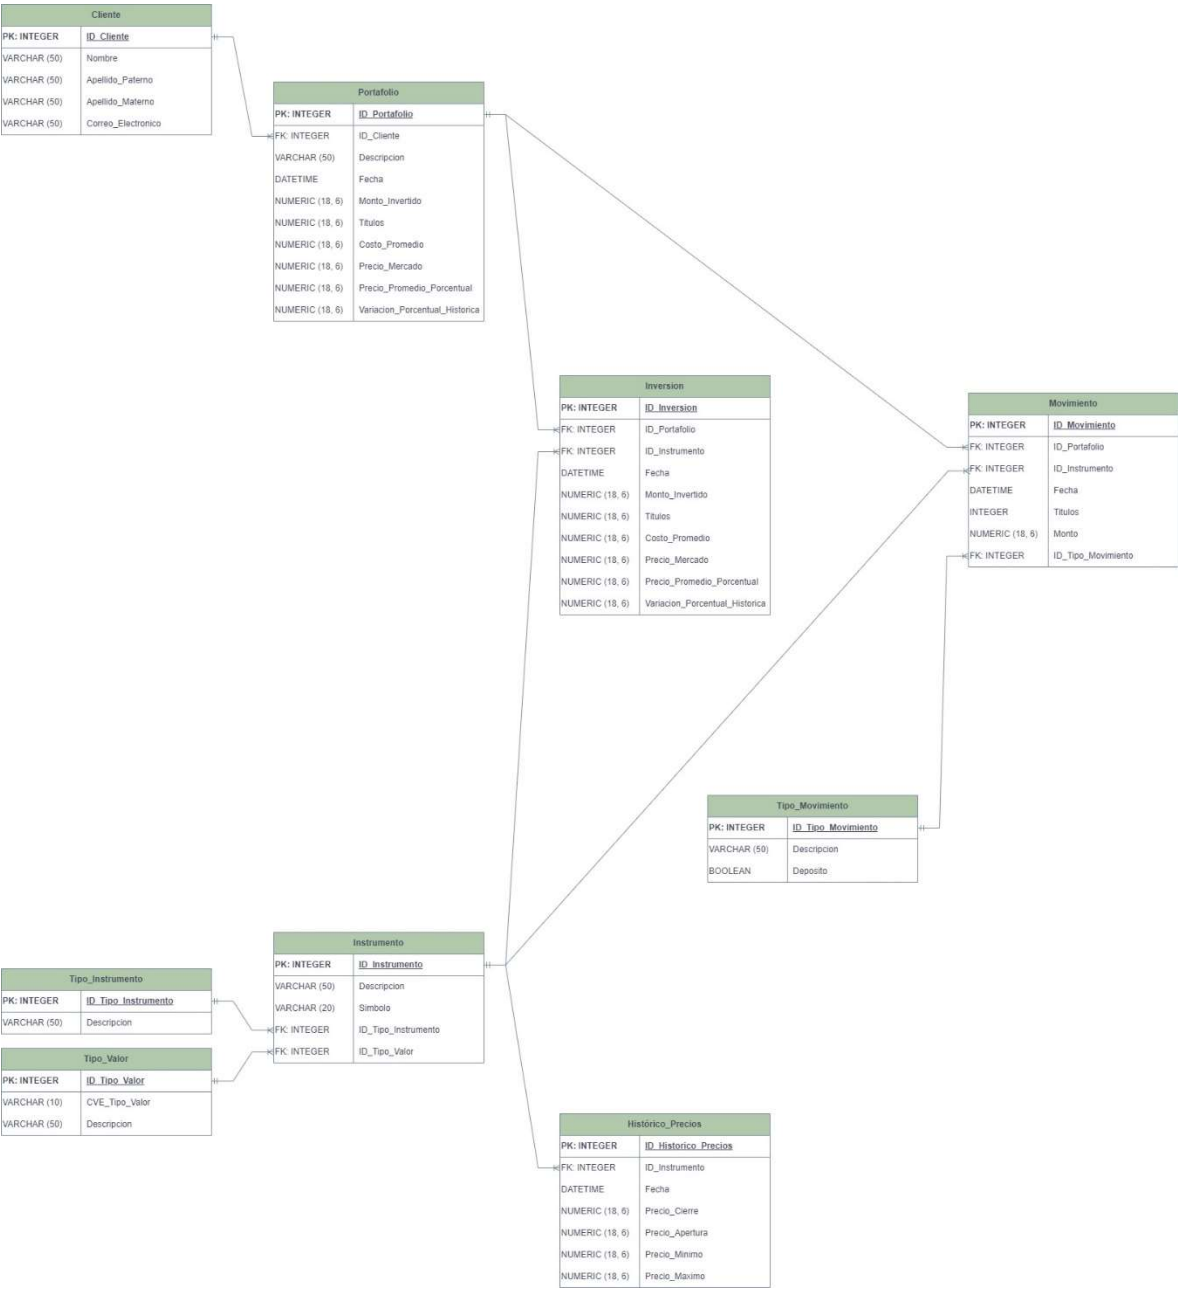 Cliente
PK: INTEGER ID_Cliente
VARCHAR (50) Nombre
VARCHAR (50) Apellido_Paterno
VARCHAR (50) Apellido_Materno
VARCHAR (50) Correo_Electronico
Portafolio
PK: INTEGER ID_Portafolio
FK: INTEGER ID_Cliente
VARCHAR (50) Descripcion
DATETIME Fecha
NUMERIC (18, 6) Monto_Invertido
NUMERIC (18, 6) Titulos
NUMERIC (18, 6) Costo_Promedio
NUMERIC (18, 6) Precio_Mercado
NUMERIC (18, 6) Precio_Promedio_Porcentual
NUMERIC (18, 6) Variacion_Porcentual_Historica
Inversion
PK: INTEGER ID_Inversion
FK: INTEGER ID_Portafolio
FK: INTEGER ID_Instrumento
DATETIME Fecha
NUMERIC (18, 6) Monto_Invertido
NUMERIC (18, 6) Titulos
NUMERIC (18, 6) Costo_Promedio
NUMERIC (18, 6) Precio_Mercado
NUMERIC (18, 6) Precio_Promedio_Porcentual
NUMERIC (18, 6) Variacion_Porcentual_Historica
Movimiento
PK: INTEGER ID_Movimiento
FK: INTEGER ID_Portafolio
FK: INTEGER ID_Instrumento
DATETIME Fecha
INTEGER Titulos
NUMERIC (18, 6) Monto
FK: INTEGER ID_Tipo_Movimiento
Tipo_Movimiento
PK: INTEGER ID_Tipo_Movimiento
VARCHAR (50) Descripcion
BOOLEAN Deposito
Instrumento
PK: INTEGER ID_Instrumento
VARCHAR (50) Descripcion
VARCHAR (20) Simbolo
FK: INTEGER ID_Tipo_Instrumento
FK: INTEGER ID_Tipo_Valor
Tipo_Instrumento
PK: INTEGER ID_Tipo_Instrumento
VARCHAR (50) Descripcion
Tipo_Valor
PK: INTEGER ID_Tipo_Valor
VARCHAR (10) CVE_Tipo_Valor
VARCHAR (50) Descripcion
Histórico_Precios
PK: INTEGER ID_Historico_Precios
FK: INTEGER ID_Instrumento
DATETIME Fecha
NUMERIC (18, 6) Precio_Cierre
NUMERIC (18, 6) Precio_Apertura
NUMERIC (18, 6) Precio_Minimo
NUMERIC (18, 6) Precio_Maximo